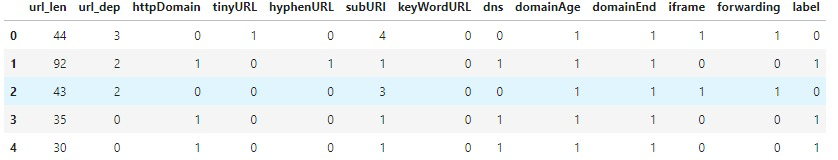 url_len url_dep httpDomain tinyURL hyphenURL subURl keyWordURL dns domainAge domainEnd iframe forwarding label
0 44 3 0 1 0 4 0 0 1 1 1 1 0
1 92 2 1 0 1 1 0 1 1 1 0 0 1
2 43 2 0 0 0 3 0 0 1 1 1 1 0
3 35 0 1 0 0 1 0 1 1 1 0 0 1
4 30 0 1 0 0 1 0 1 1 1 0 0 1